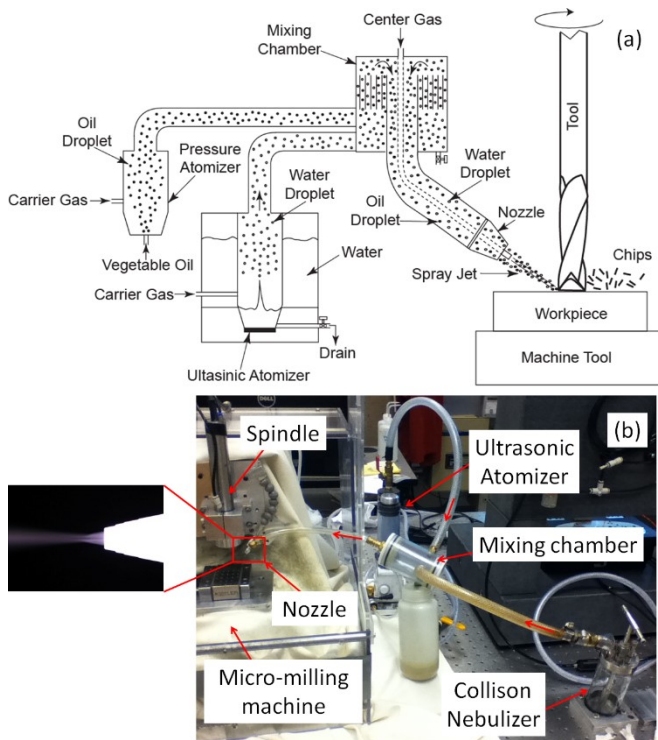 Center Gas
(a)
Mixing
Chamber
Tool
Oil
Droplet
Pressure
Atomizer
Water
Droplet
Water
Droplet
Oil
Droplet
Nozzle
Carrier Gas
Vegetable Oil
Water
Spray Jet
Chips
Carrier Gas
Workpiece
Drain
Machine Tool
Ultasinic Atomizer
(b)
Spindle
Ultrasonic
Atomizer
Mixing chamber
Nozzle
Micro-milling
machine
Collison
Nebulizer
DELL
KISTLER